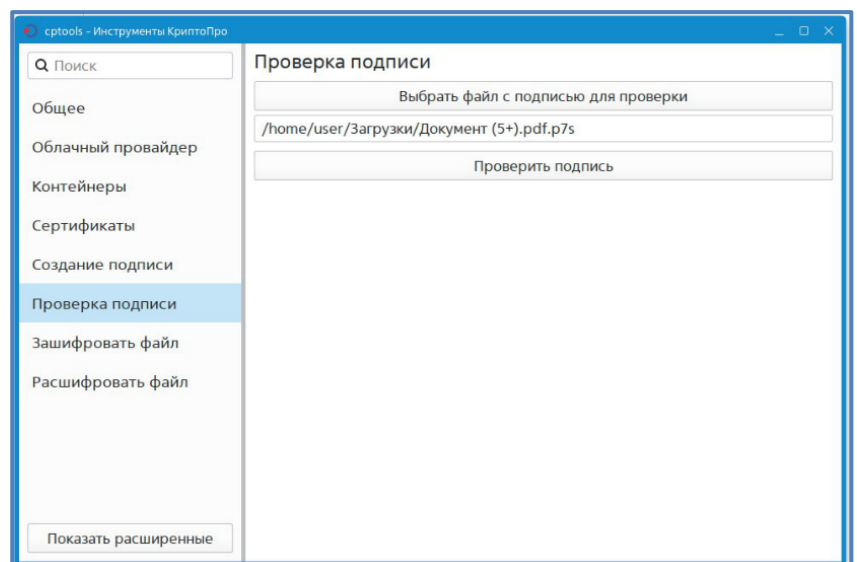 cptools - Инструменты КриптоПро
Поиск
Общее
Облачный провайдер
Контейнеры
Сертификаты
Создание подписи
Проверка подписи
Зашифровать файл
Расшифровать файл
Показать расширенные
Проверка подписи
Выбрать файл с подписью для проверки
/home/user/Загрузки/Документ (5+).pdf.p7s
Проверить подпись